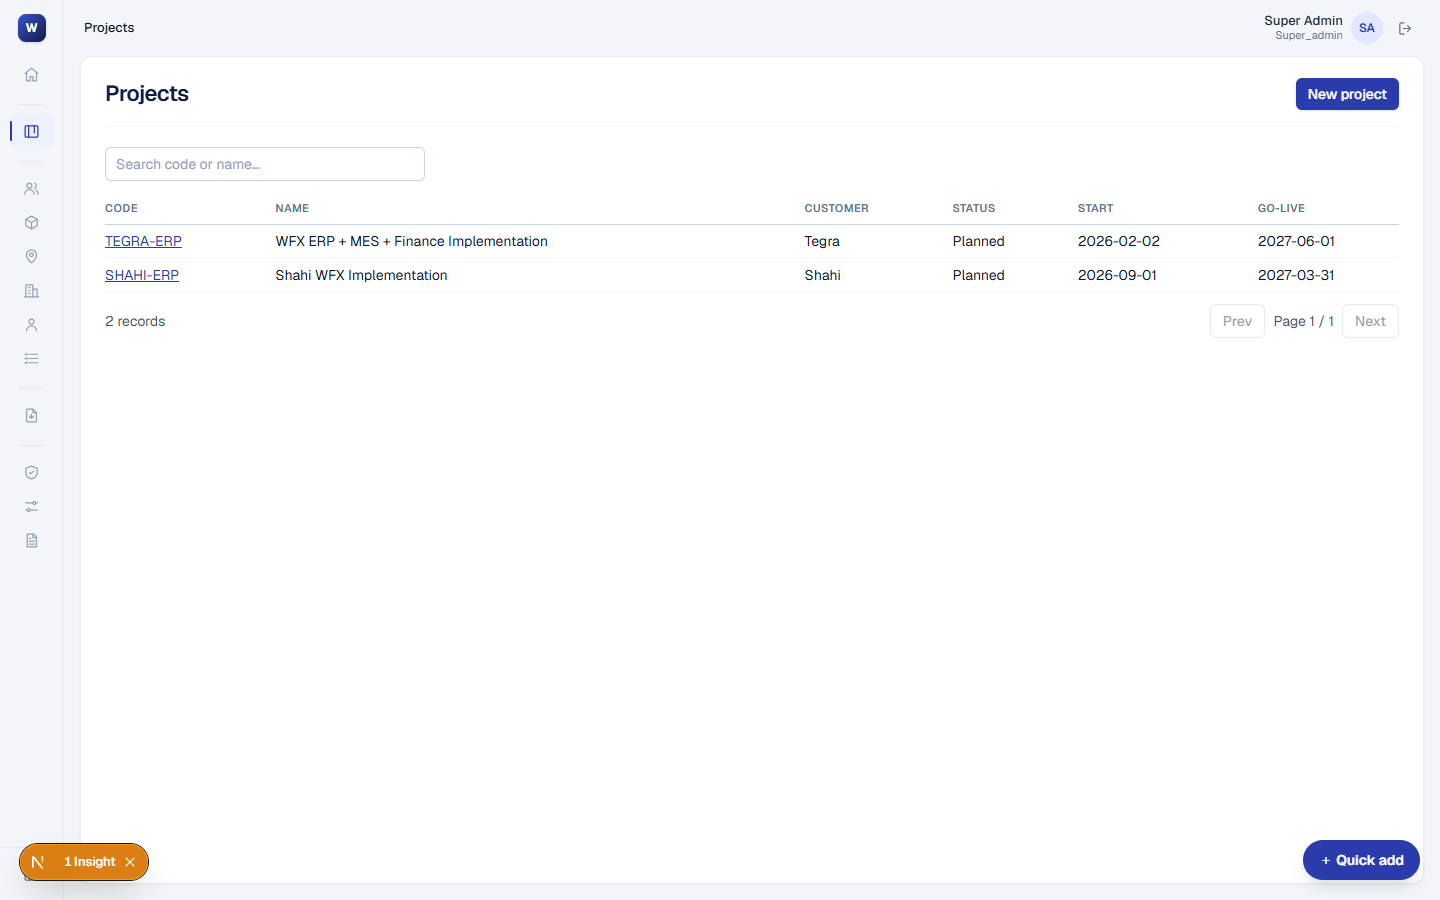 W
Projects
Super Admin
Super_admin
SA
Projects
New project
Search code or name...
CODE NAME CUSTOMER STATUS START GO-LIVE
TEGRA-ERP WFX ERP + MES + Finance Implementation Tegra Planned 2026-02-02 2027-06-01
SHAHI-ERP Shahi WFX Implementation Shahi Planned 2026-09-01 2027-03-31
2 records
Prev Page 1 / 1 Next
N 1 Insight
+ Quick add